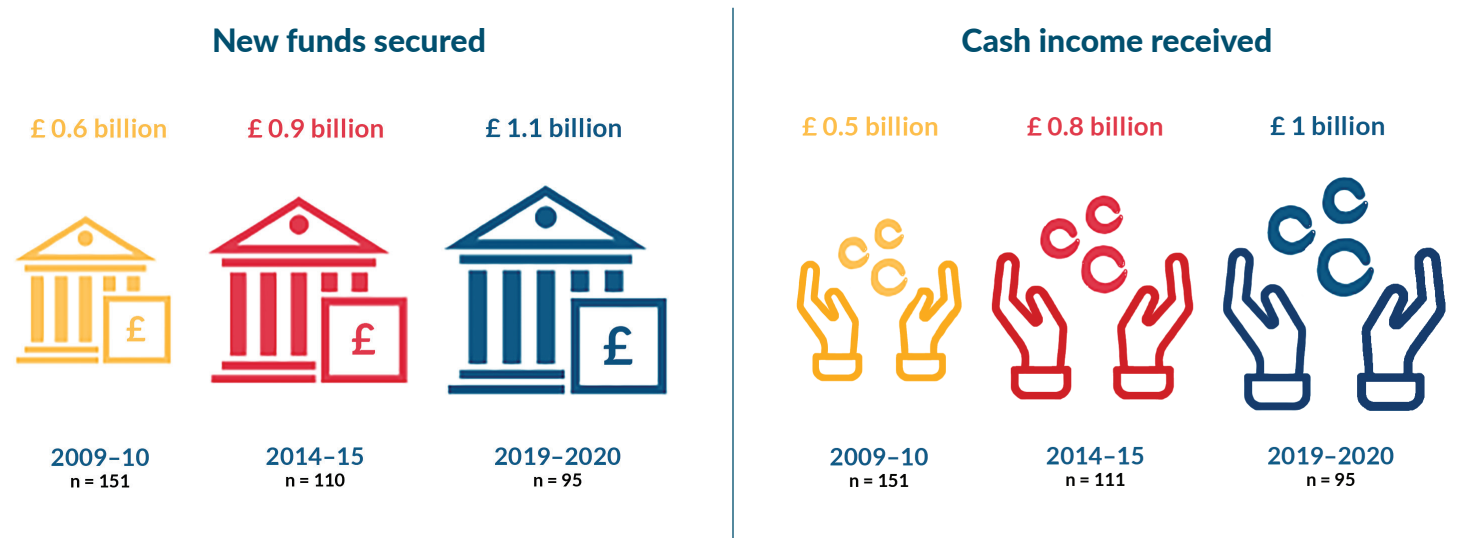 New funds secured
£ 0.6 billion
£ 0.9 billion
£ 1.1 billion
£
£
£
2009–10
n = 151
2014–15
n = 110
2019–2020
n = 95
Cash income received
£ 0.5 billion
£ 0.8 billion
£ 1 billion
2009–10
n = 151
2014–15
n = 111
2019–2020
n = 95